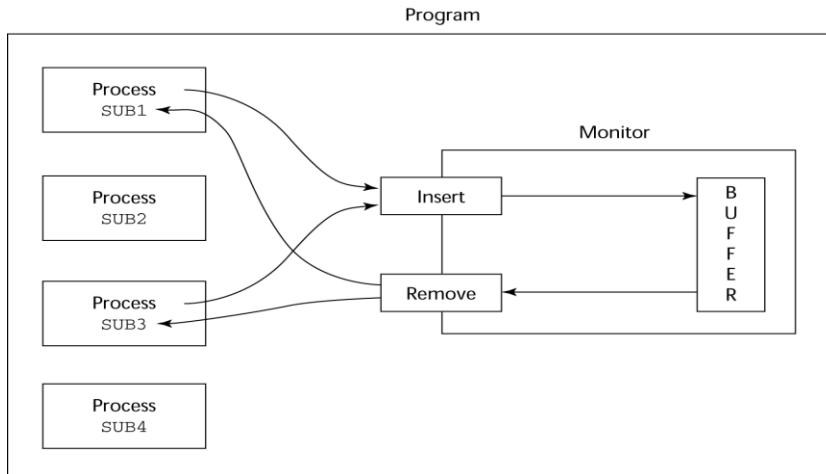 Program
Process
SUB1
Process
SUB2
Process
SUB3
Process
SUB4
Monitor
Insert
Remove
B
U
F
F
E
R